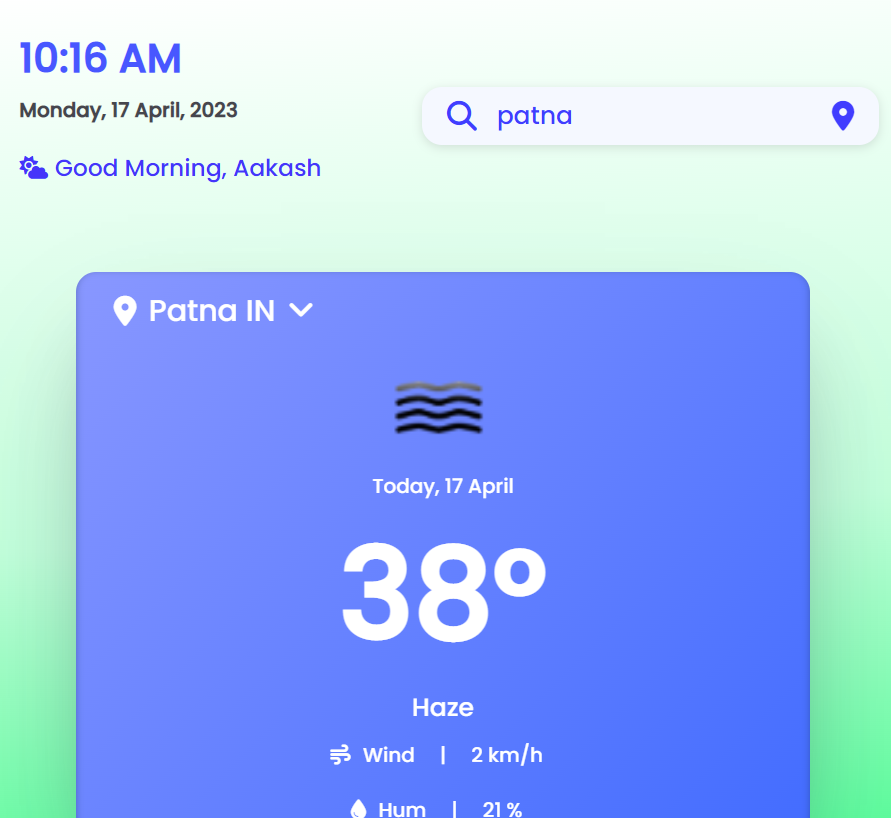 10:16 AM
Monday, 17 April, 2023
Good Morning, Aakash
patna
Patna IN
Today, 17 April
38°
Haze
Wind | 2 km/h
Hum | 21 %